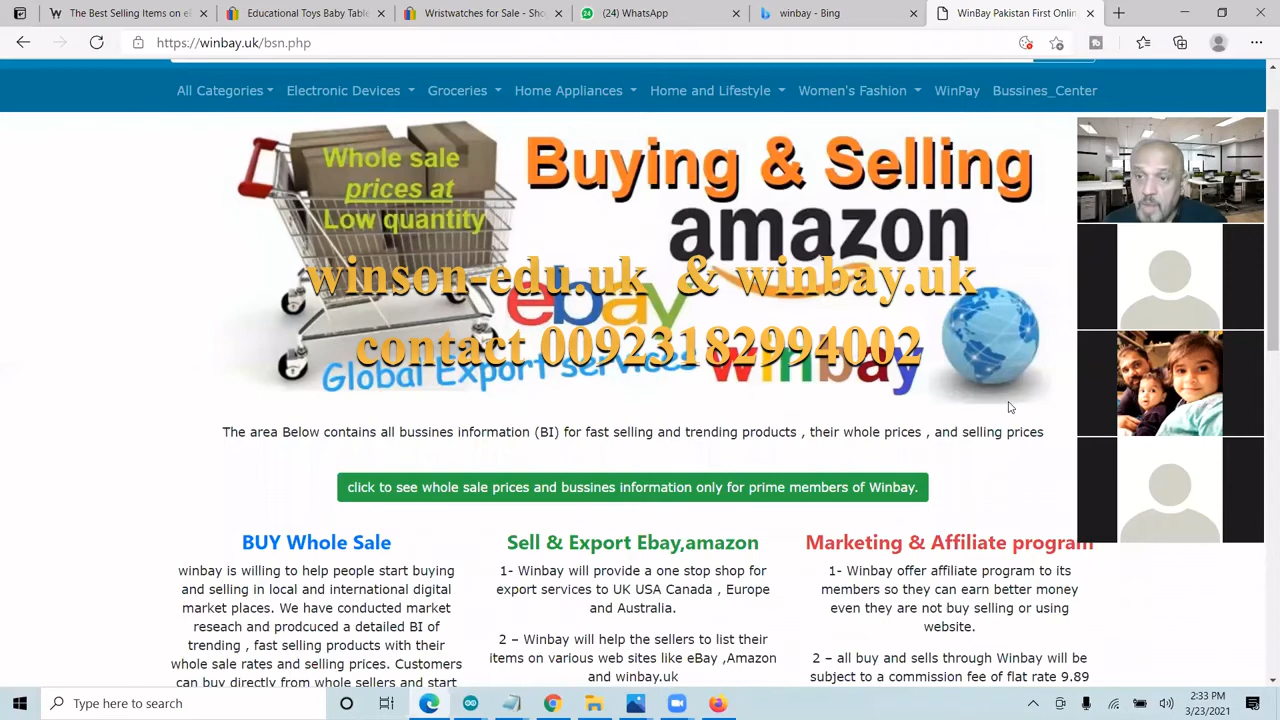 The Best Selling Items on e
Educational Toys Baby Table
Wristwatches for Sale - Sho
24
(24) WhatsApp
winbay - Bing
WinBay Pakistan First Online
https://winbay.uk/bsn.php
All Categories Electronic Devices Groceries Home Appliances Home and Lifestyle Women's Fashion WinPay Bussines_Center
Whole sale
prices at
Low quantity
Buying & Selling
amazon
winson-edu.uk & winbay.uk
ebay
contact 00923182994002
Global Export services
winbay
The area Below contains all bussines information (BI) for fast selling and trending products , their whole prices , and selling prices
click to see whole sale prices and bussines information only for prime members of Winbay.
BUY Whole Sale
winbay is willing to help people start buying
and selling in local and international digital
market places. We have conducted market
reseach and prodcuced a detailed BI of
trending , fast selling products with their
whole sale rates and selling prices. Customers
can buy directly from whole sellers and start
Sell & Export Ebay,amazon
1- Winbay will provide a one stop shop for
export services to UK USA Canada , Europe
and Australia.
2 – Winbay will help the sellers to list their
items on various web sites like eBay ,Amazon
and winbay.uk
Marketing & Affiliate program
1- Winbay offer affiliate program to its
members so they can earn better money
even they are not buy selling or using
website.
2 – all buy and sells through Winbay will be
subject to a commission fee of flat rate 9.89
Type here to search
2:33 PM
3/23/2021